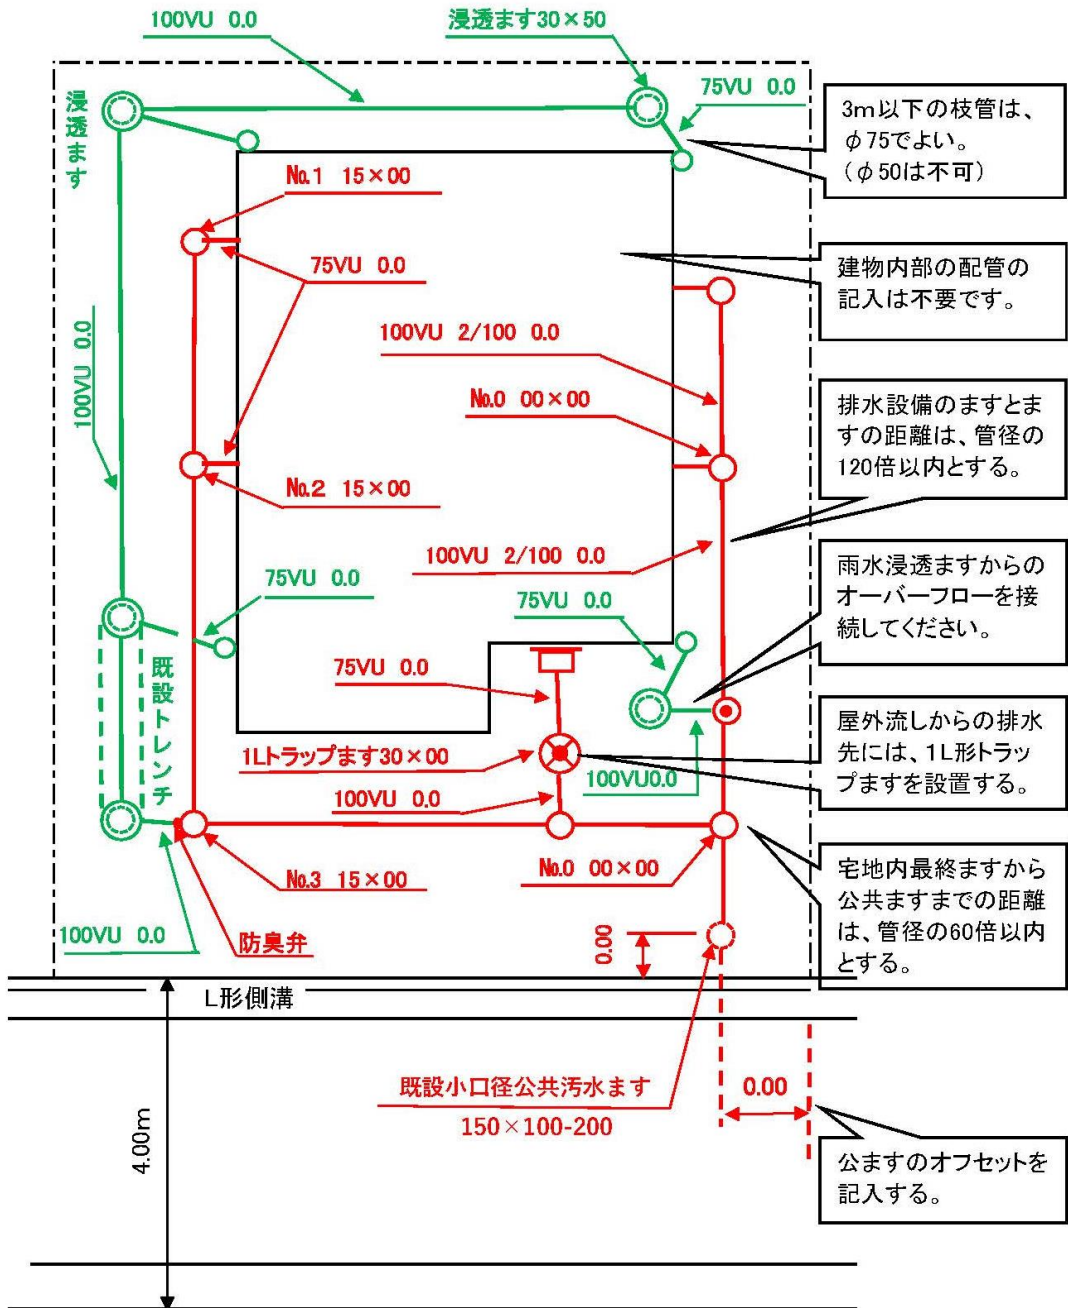 100VU 0.0
浸透ます30×50
75VU 0.0
浸透ます
3m以下の枝管は、
φ75でよい。
(φ50は不可)
№1 15×00
75VU 0.0
建物内部の配管の
記入は不要です。
100VU 0.0
100VU 2/100 0.0
№0 00×00
排水設備のますとま
すの距離は、管径の
120倍以内とする。
№2 15×00
100VU 2/100 0.0
雨水浸透ますからの
オーバーフローを接
続してください。
75VU 0.0
75VU 0.0
既設トレンチ
75VU 0.0
屋外流しからの排水
先には、1L形トラッ
プますを設置する。
1Lトラップます30×00
100VU0.0
100VU 0.0
№3 15×00
№0 00×00
宅地内最終ますから
公共ますまでの距離
は、管径の60倍以内
とする。
100VU 0.0
防臭弁
0.00
L形側溝
既設小口径公共汚水ます
150×100-200
0.00
4.00m
公ますのオフセットを
記入する。